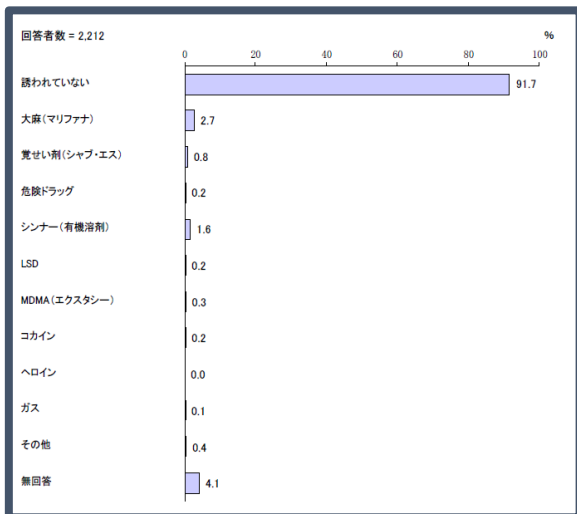 回答者数 = 2,212
%
0 20 40 60 80 100
誘われていない 91.7
大麻(マリファナ) 2.7
覚せい剤(シャブ・エス) 0.8
危険ドラッグ 0.2
シンナー(有機溶剤) 1.6
LSD 0.2
MDMA(エクスタシー) 0.3
コカイン 0.2
ヘロイン 0.0
ガス 0.1
その他 0.4
無回答 4.1